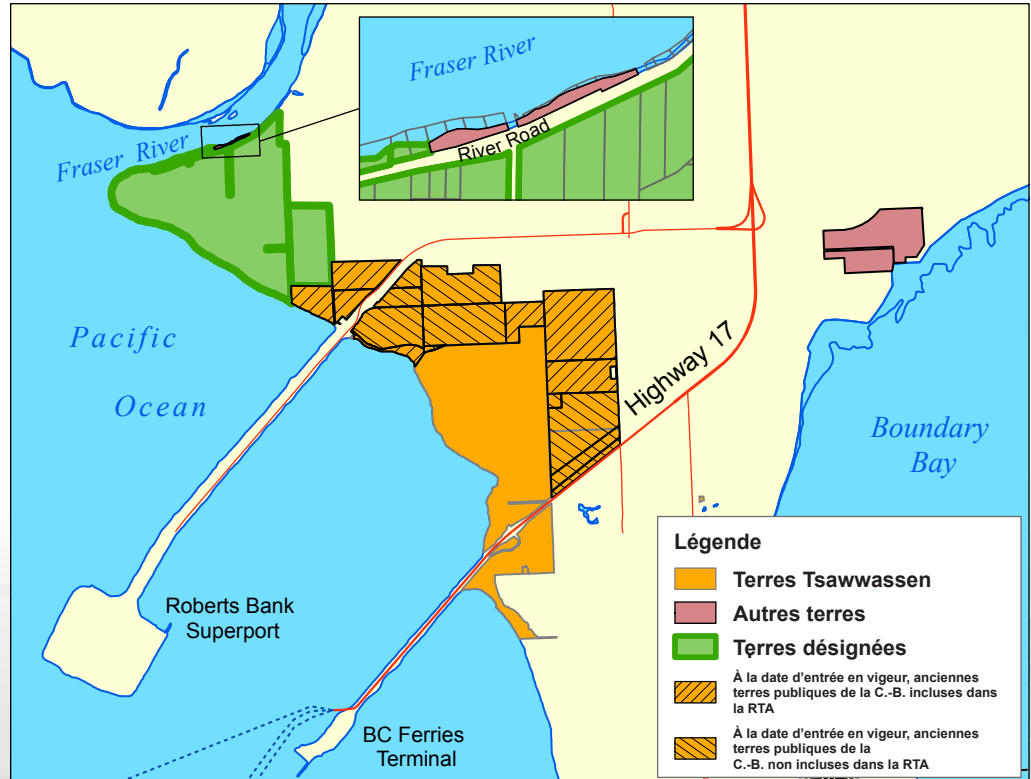 Fraser River
River Road
Fraser River
Pacific
Ocean
Highway 17
Boundary
Bay
Roberts Bank
Superport
BC Ferries
Terminal
Légende
Terres Tsawwassen
Autres terres
Terres désignées
À la date d'entrée en vigeur, anciennes
terres publiques de la C.-B. incluses dans
la RTA
À la date d'entrée en vigeur, anciennes
terres publiques de la
C.-B. non incluses dans la RTA